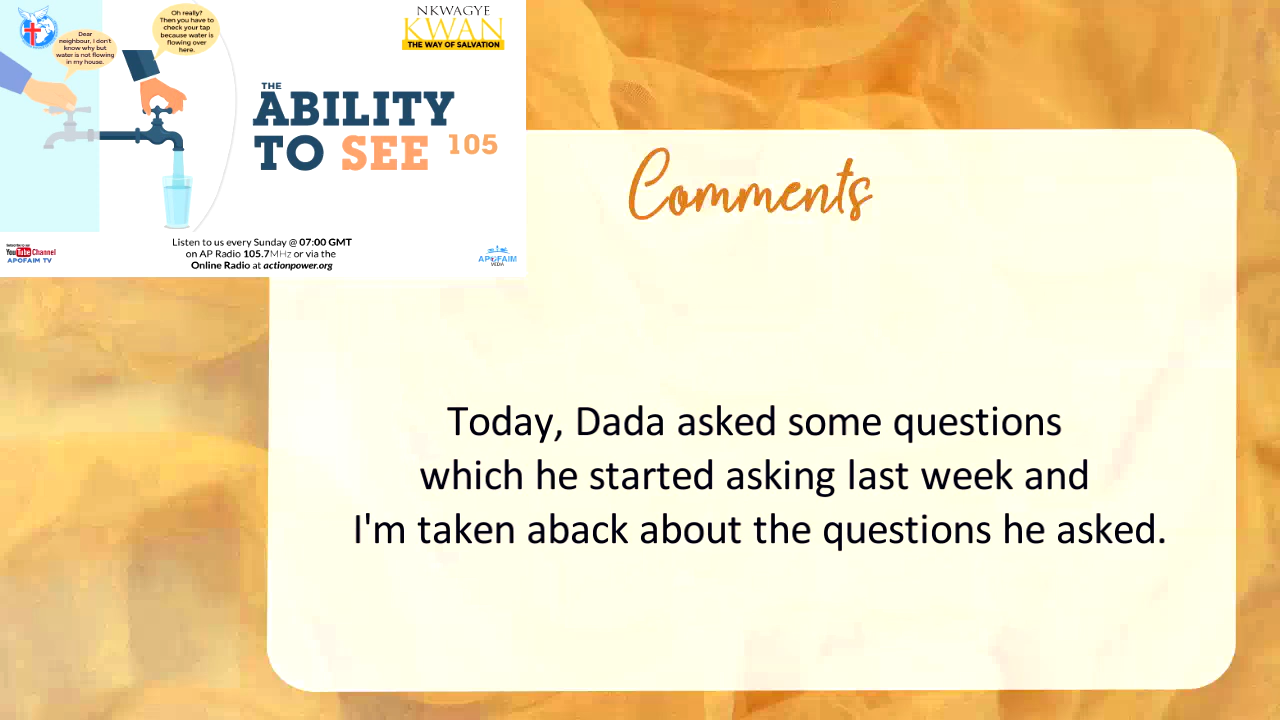 Dear
neighbour, I don't
know why but
water is not flowing
in my house.
Oh really?
Then you have to
check your tap
because water is
flowing over
here.
NKWAGYE
KWAN
THE WAY OF SALVATION
THE
ABILITY
TO SEE 105
YouTube Channel
APOFAIM TV
Listen to us every Sunday @ 07:00 GMT
on AP Radio 105.7MHz or via the
Online Radio at actionpower.org
APOFAIM
MEDIA
Comments
Today, Dada asked some questions
which he started asking last week and
I'm taken aback about the questions he asked.